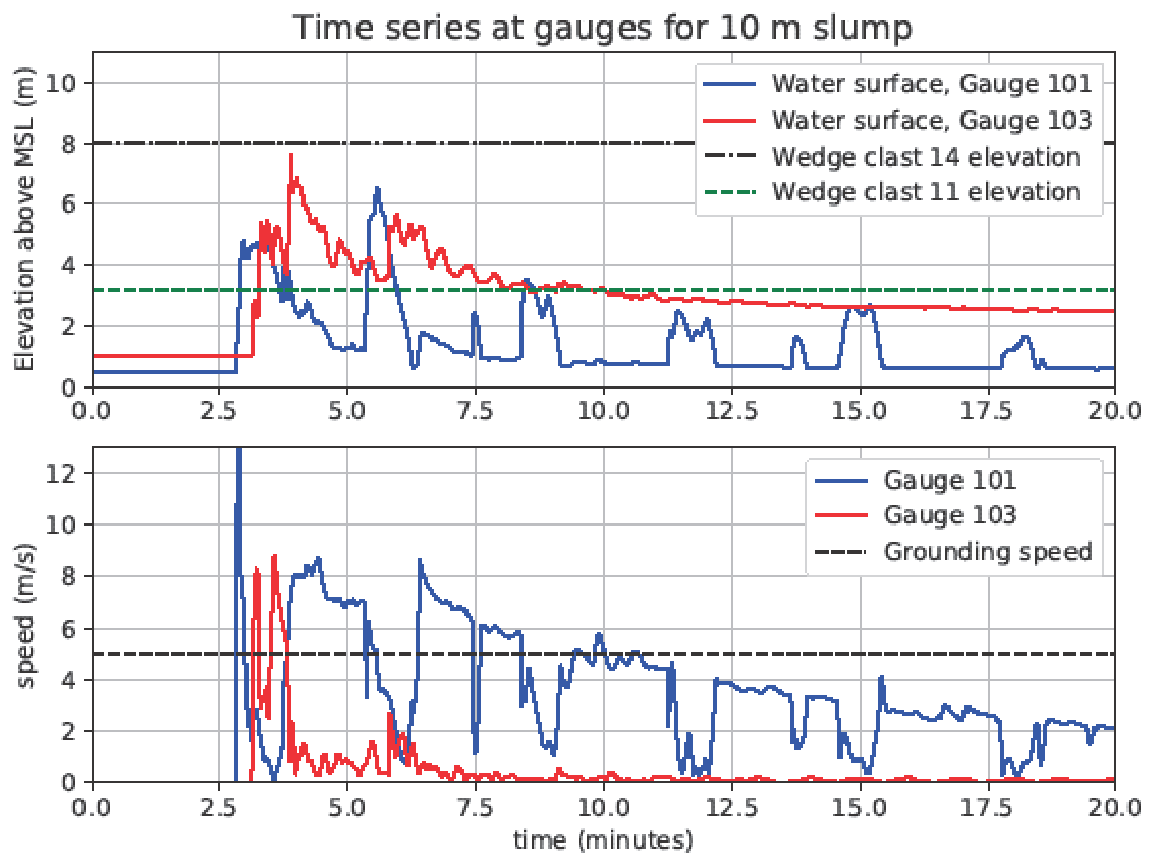 Time series at gauges for 10 m slump
Elevation above MSL (m)
10
8
6
4
2
0
Water surface, Gauge 101
Water surface, Gauge 103
Wedge clast 14 elevation
Wedge clast 11 elevation
0.0 2.5 5.0 7.5 10.0 12.5 15.0 17.5 20.0
speed (m/s)
12
10
8
6
4
2
0
Gauge 101
Gauge 103
Grounding speed
0.0 2.5 5.0 7.5 10.0 12.5 15.0 17.5 20.0
time (minutes)